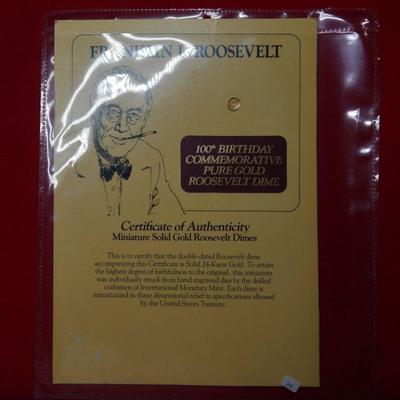 FRANKLIN D. ROOSEVELT
100th BIRTHDAY
COMMEMORATIVE
PURE GOLD
ROOSEVELT DIME
Certificate of Authenticity
Miniature Solid Gold Roosevelt Dimes
This is to certify that the double-dated Roosevelt dime
accompanying this Certificate is Solid 24-Karat Gold. To attain
the highest degree of faithfulness to the original, this miniature
was individually struck from hand engraved dies by the skilled
craftsmen of International Monetary Mint. Each dime is
miniaturized in three dimensional relief to specifications allowed
by the United States Treasury.